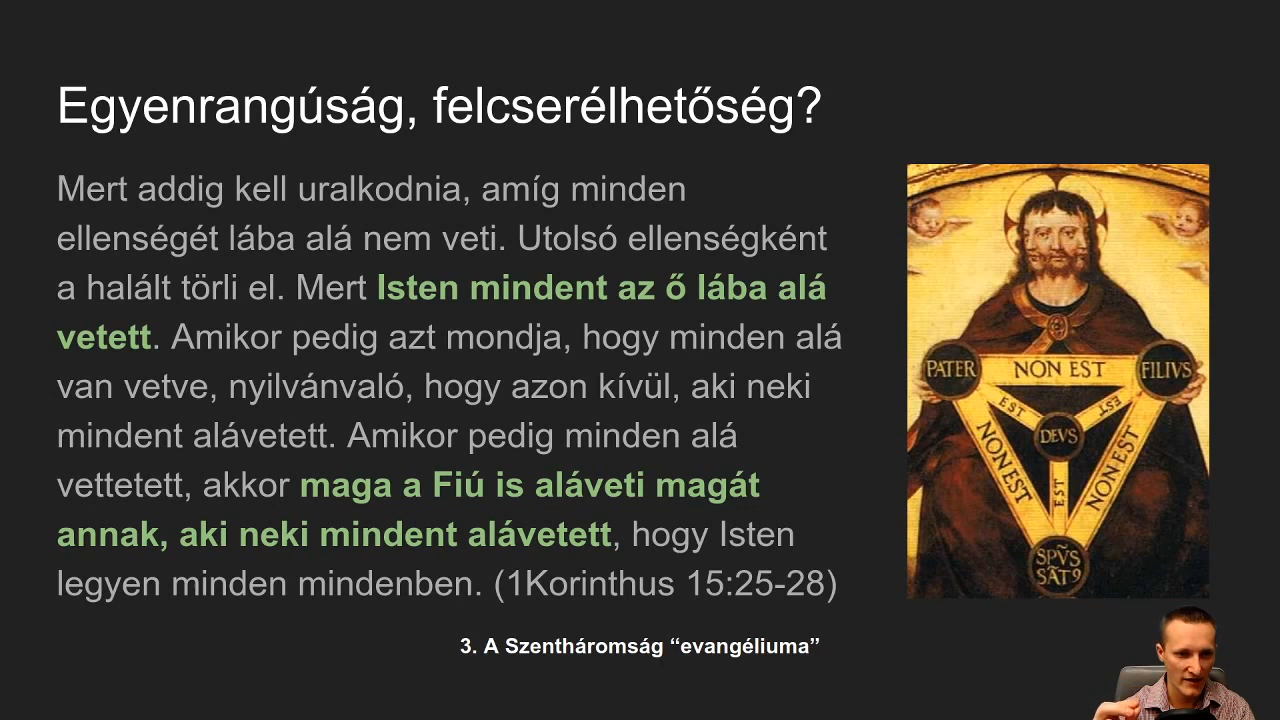 Egyenrangúság, felcserélhetőség?
Mert addig kell uralkodnia, amíg minden
ellenségét lába alá nem veti. Utolsó ellenségként
a halált törli el. Mert Isten mindent az ő lába alá
vetett. Amikor pedig azt mondja, hogy minden alá
van vetve, nyilvánvaló, hogy azon kívül, aki neki
mindent alávetett. Amikor pedig minden alá
vettetett, akkor maga a Fiú is aláveti magát
annak, aki neki mindent alávetett, hogy Isten
legyen minden mindenben. (1Korinthus 15:25-28)
PATER
NON EST
FILIVS
EST
EST
DEVS
NON EST
EST
NON EST
SPV̄S
SĀT9
3. A Szentháromság “evangéliuma”